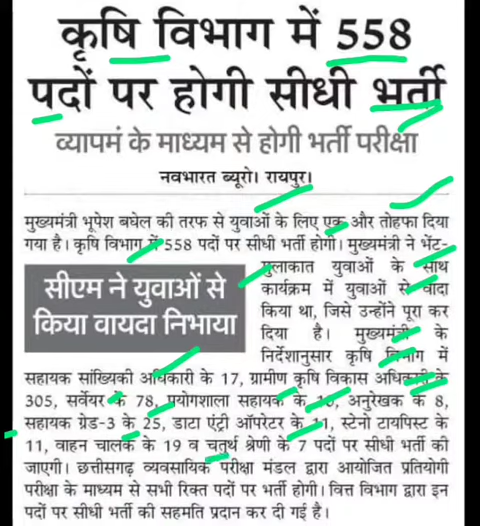 कृषि विभाग में 558
पदों पर होगी सीधी भर्ती
व्यापमं के माध्यम से होगी भर्ती परीक्षा
नवभारत ब्यूरो। रायपुर।
मुख्यमंत्री भूपेश बघेल की तरफ से युवाओं के लिए एक और तोहफा दिया
गया है। कृषि विभाग में 558 पदों पर सीधी भर्ती होगी। मुख्यमंत्री ने भेंट-
मुलाकात युवाओं के साथ
कार्यक्रम में युवाओं से वादा
किया था, जिसे उन्होंने पूरा कर
दिया है। मुख्यमंत्री के
निर्देशानुसार कृषि विभाग में
सीएम ने युवाओं से
किया वायदा निभाया
सहायक सांख्यिकी अधिकारी के 17, ग्रामीण कृषि विकास अधिकारी के
305, सर्वेयर के 78, प्रयोगशाला सहायक के अनुरेखक के 8,
सहायक ग्रेड-3 के 25, डाटा एंट्री ऑपरेटर के 11, स्टेनो टायपिस्ट के
11, वाहन चालक के 19 व चतुर्थ श्रेणी के 7 पदों पर सीधी भर्ती की
जाएगी। छत्तीसगढ़ व्यवसायिक परीक्षा मंडल द्वारा आयोजित प्रतियोगी
परीक्षा के माध्यम से सभी रिक्त पदों पर भर्ती होगी। वित्त विभाग द्वारा इन
पदों पर सीधी भर्ती की सहमति प्रदान कर दी गई है।